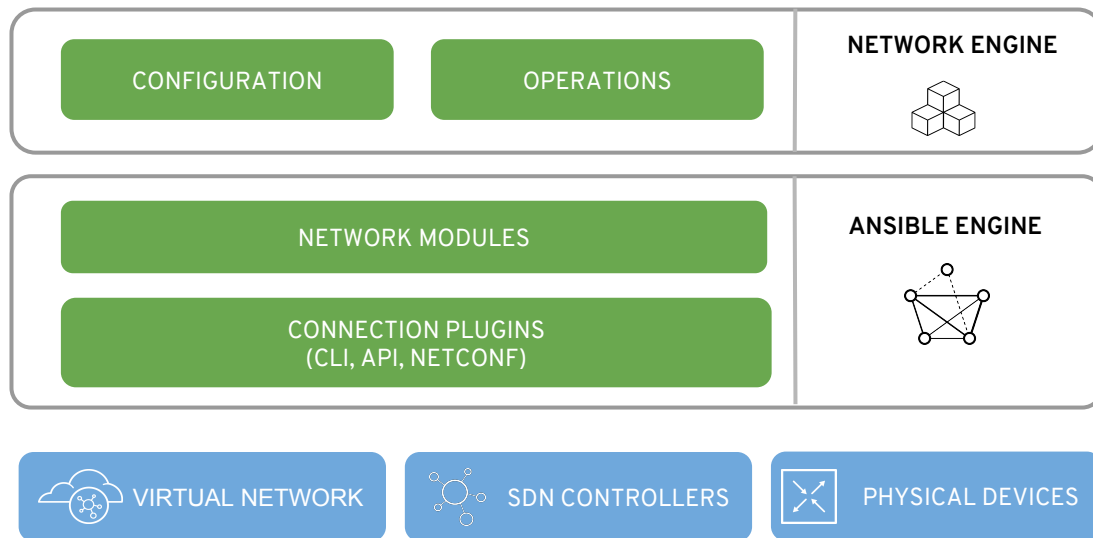 CONFIGURATION
OPERATIONS
NETWORK ENGINE
NETWORK MODULES
CONNECTION PLUGINS
(CLI, API, NETCONF)
ANSIBLE ENGINE
VIRTUAL NETWORK
SDN CONTROLLERS
PHYSICAL DEVICES